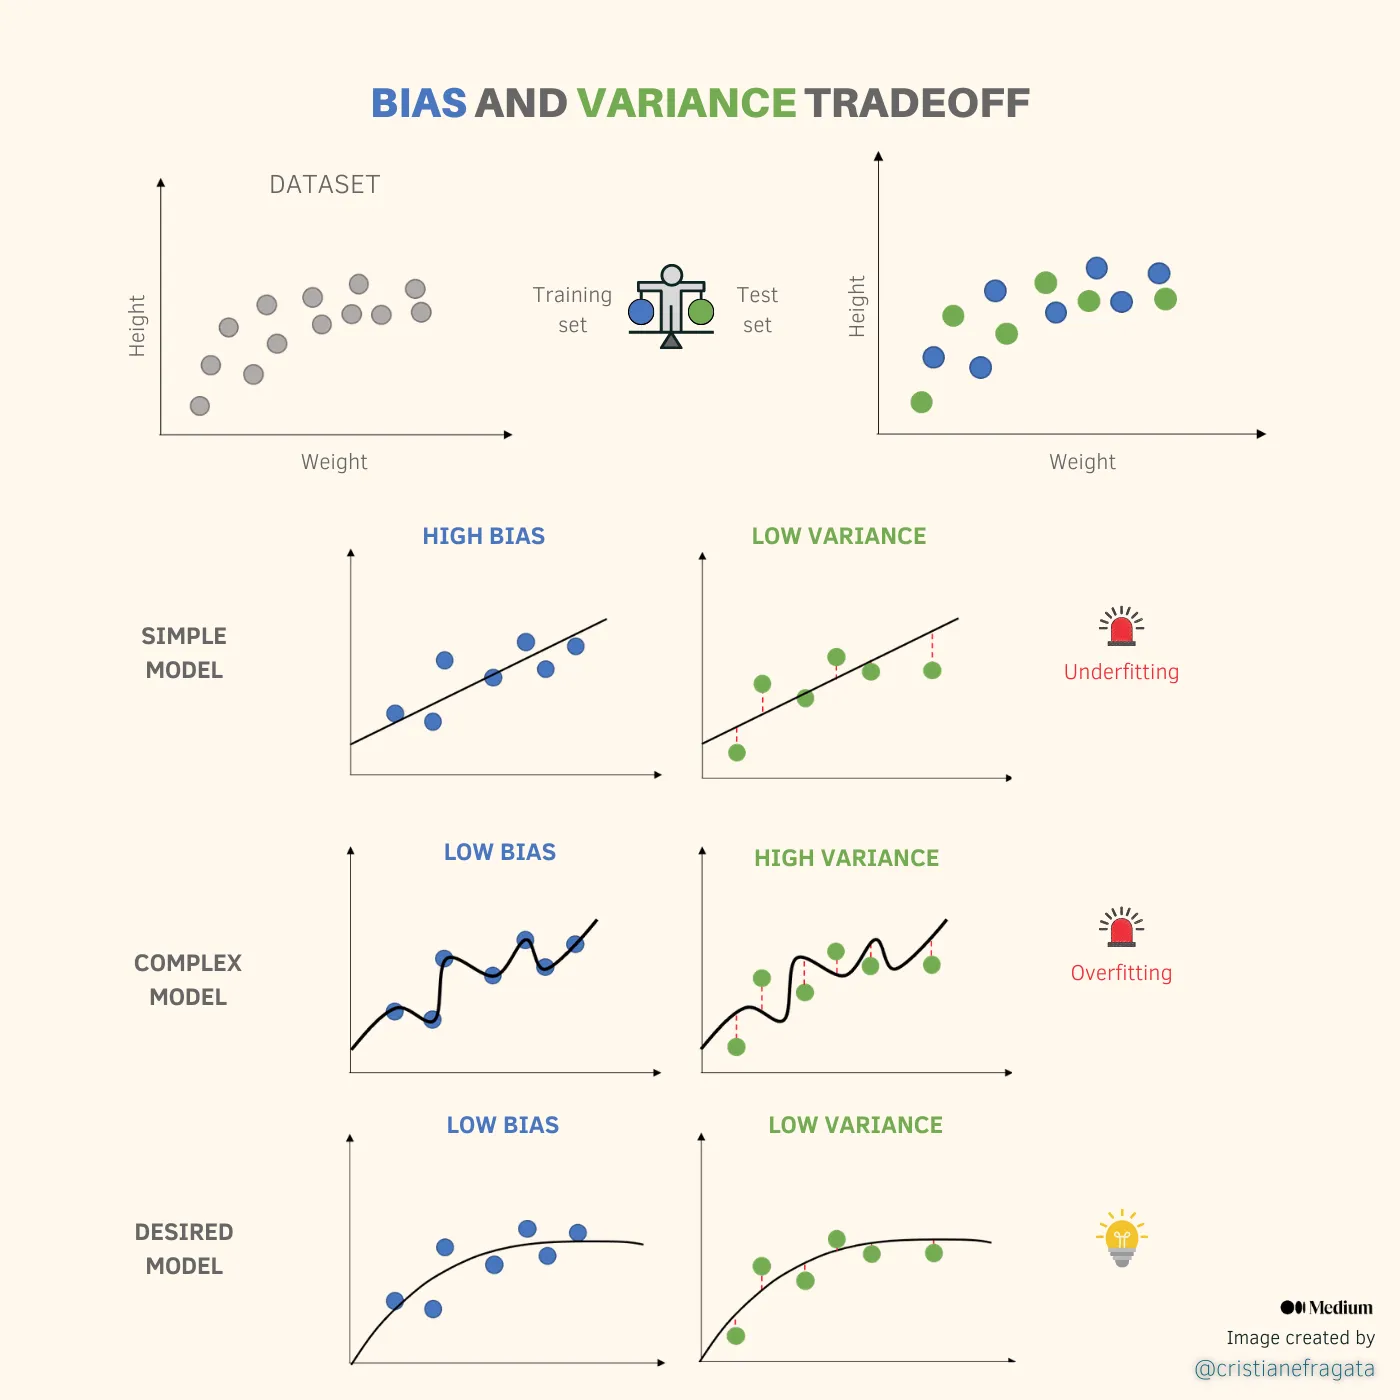 BIAS AND VARIANCE TRADEOFF
DATASET
Height
Weight
Training
set
Test
set
Height
Weight
HIGH BIAS
LOW VARIANCE
SIMPLE
MODEL
Underfitting
LOW BIAS
HIGH VARIANCE
COMPLEX
MODEL
Overfitting
LOW BIAS
LOW VARIANCE
DESIRED
MODEL
Medium
Image created by
@cristianefragata